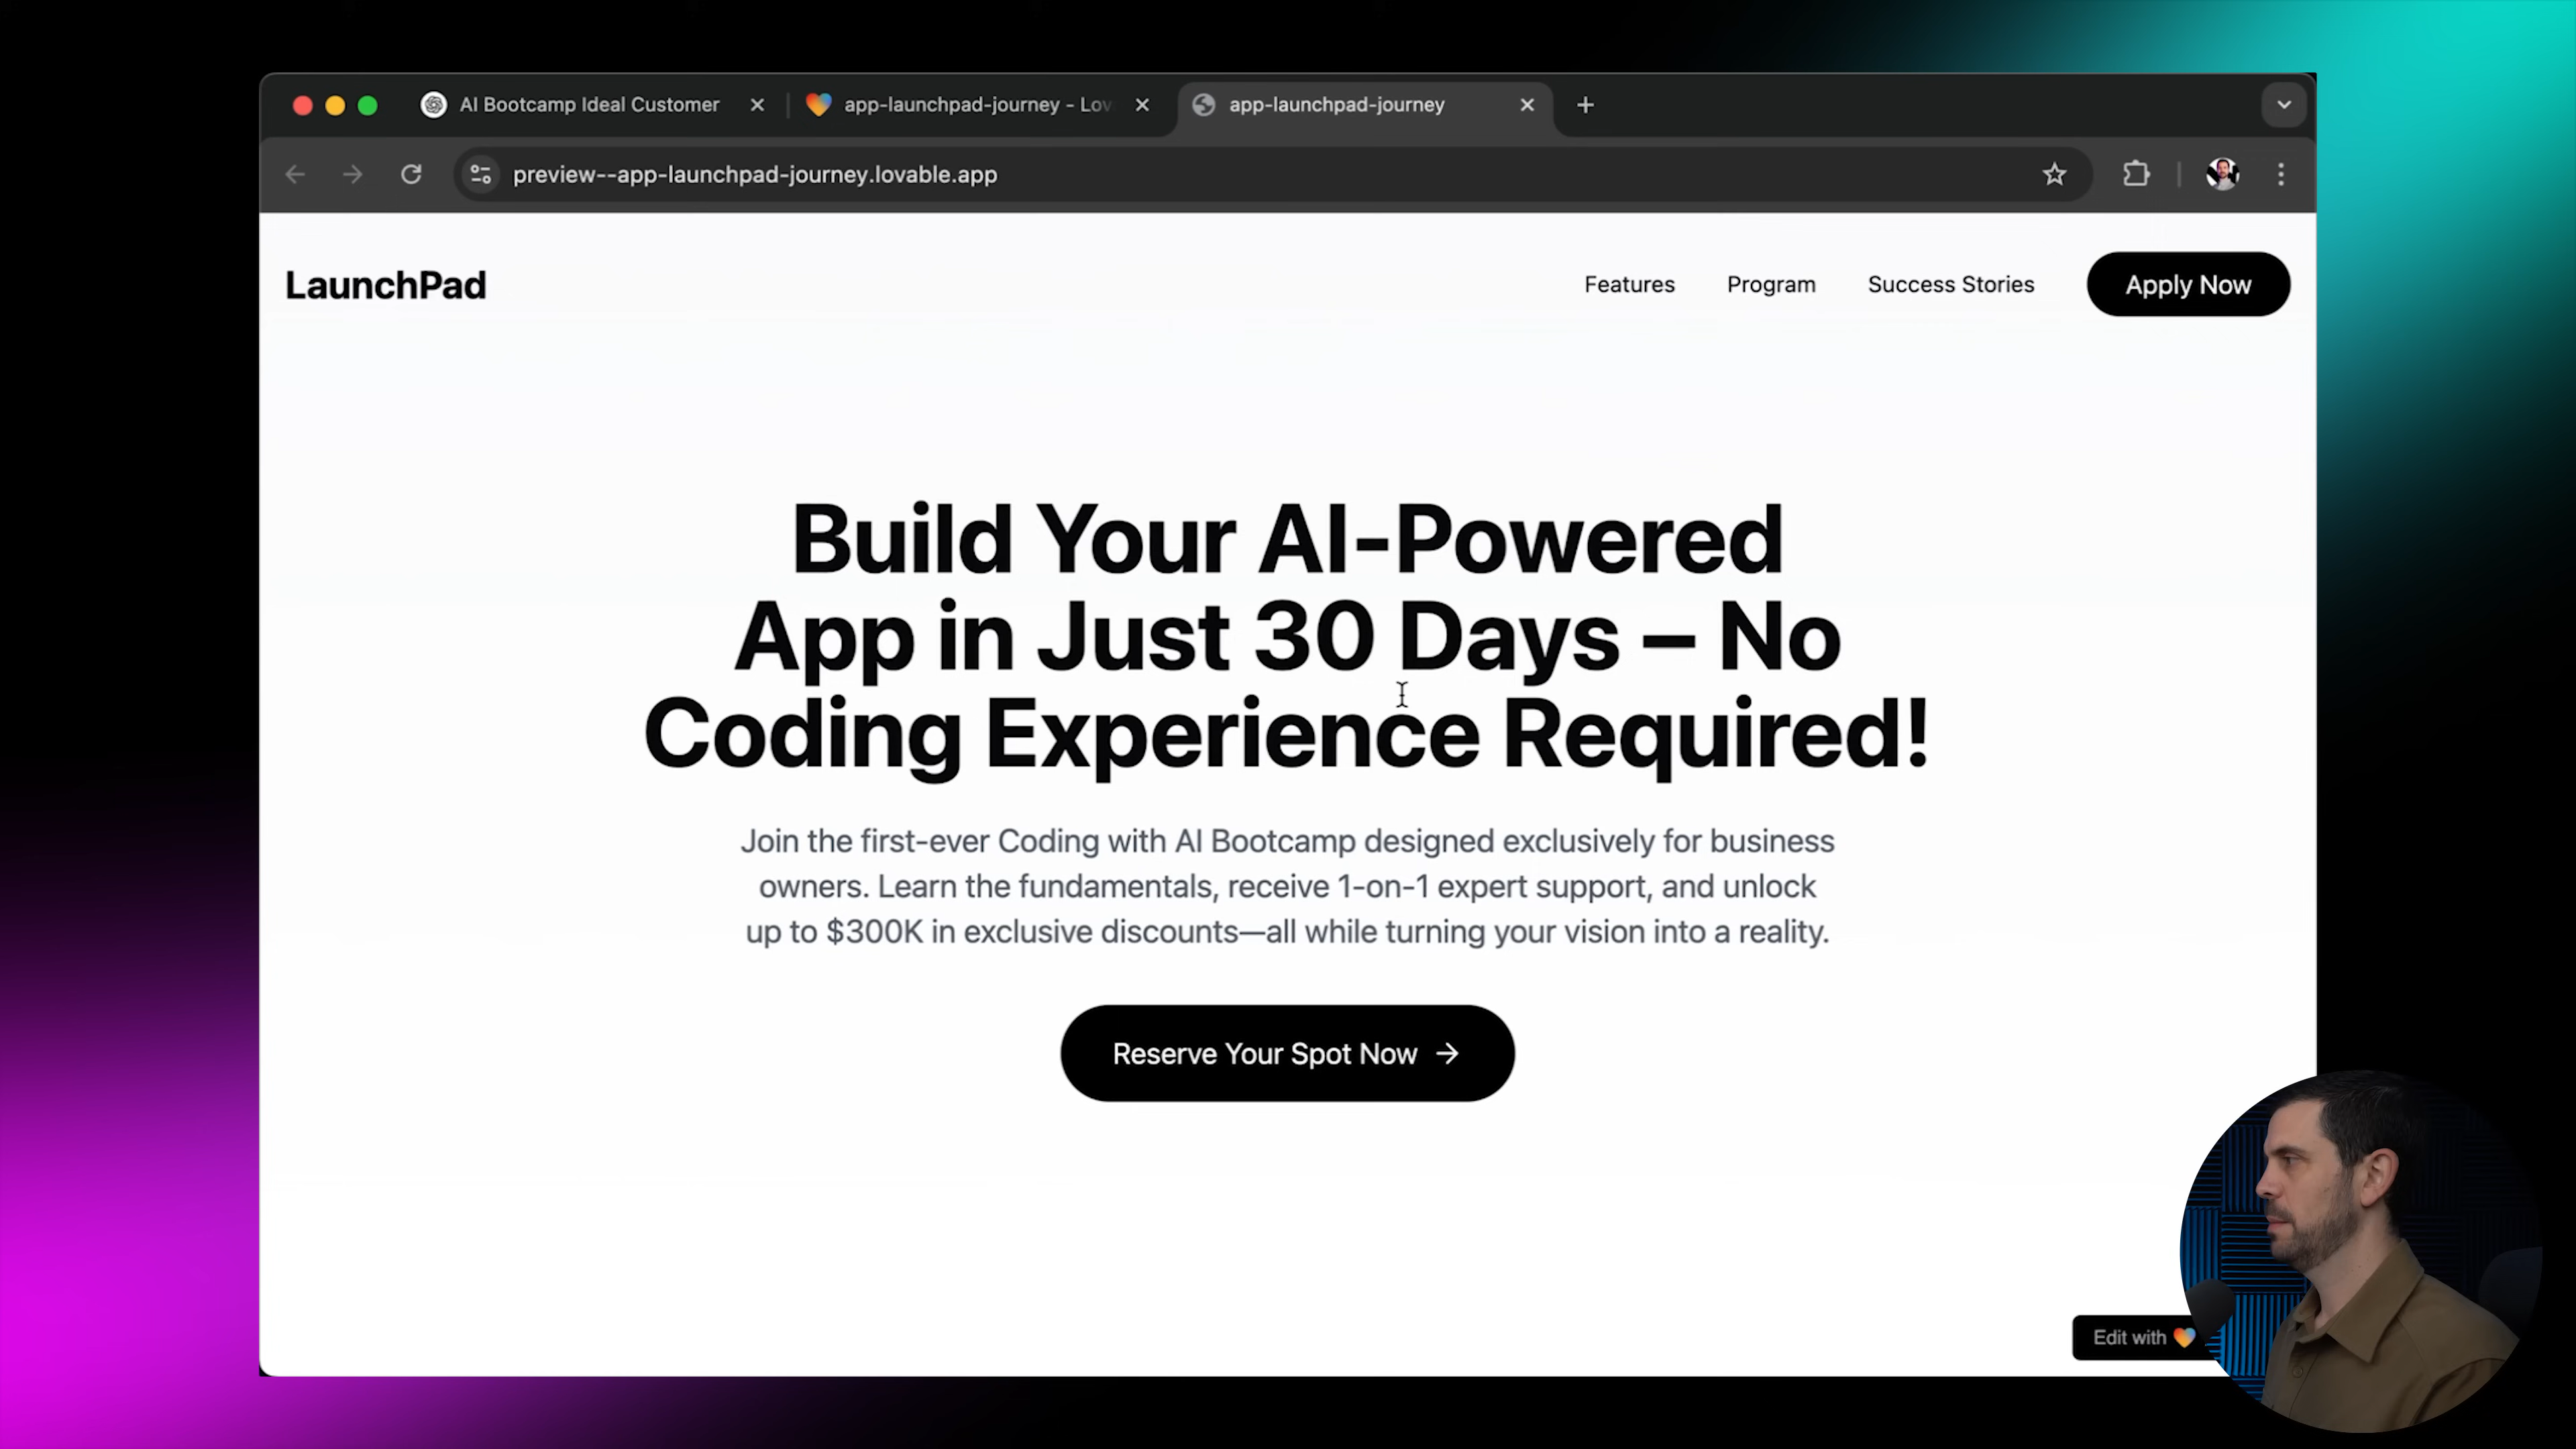 AI Bootcamp Ideal Customer
app-launchpad-journey - Lov
app-launchpad-journey
preview--app-launchpad-journey.lovable.app
LaunchPad
Features
Program
Success Stories
Apply Now
Build Your AI-Powered
App in Just 30 Days – No
Coding Experience Required!
Join the first-ever Coding with AI Bootcamp designed exclusively for business
owners. Learn the fundamentals, receive 1-on-1 expert support, and unlock
up to $300K in exclusive discounts—all while turning your vision into a reality.
Reserve Your Spot Now
Edit with